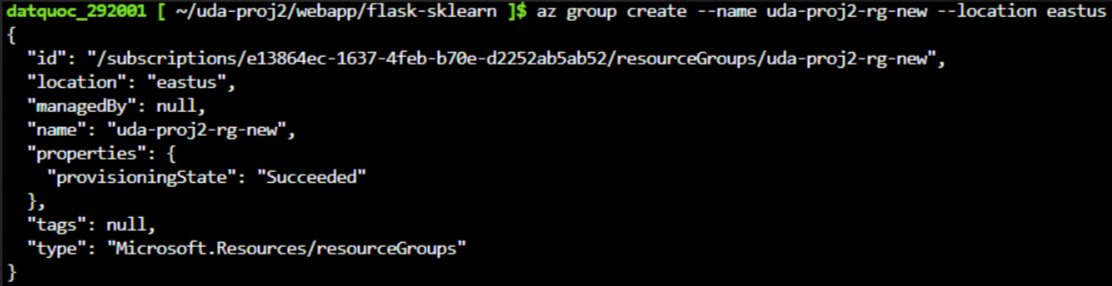 datquoc_292001 [ ~/uda-proj2/webapp/flask-sklearn ]$ az group create --name uda-proj2-rg-new --location eastus
{
  "id": "/subscriptions/e13864ec-1637-4feb-b70e-d2252ab5ab52/resourceGroups/uda-proj2-rg-new",
  "location": "eastus",
  "managedBy": null,
  "name": "uda-proj2-rg-new",
  "properties": {
    "provisioningState": "Succeeded"
  },
  "tags": null,
  "type": "Microsoft.Resources/resourceGroups"
}